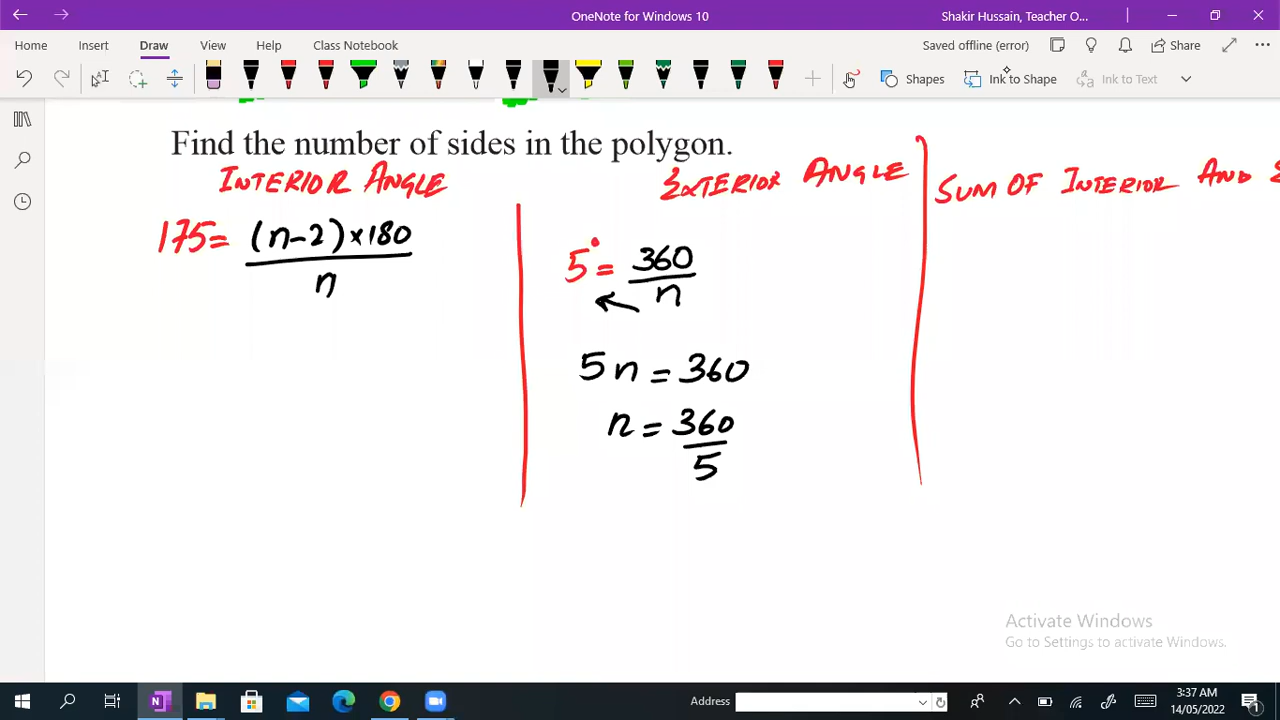 OneNote for Windows 10
Shakir Hussain, Teacher O...
Home Insert Draw View Help Class Notebook
Saved offline (error) Share
Shapes Ink to Shape Ink to Text
Find the number of sides in the polygon.
INTERIOR ANGLE
175 = (n-2)×180
n
EXTERIOR ANGLE
5° = 360
n
5n = 360
n = 360
5
SUM OF INTERIOR AND
Activate Windows
Go to Settings to activate Windows.
Address
3:37 AM
14/05/2022
1